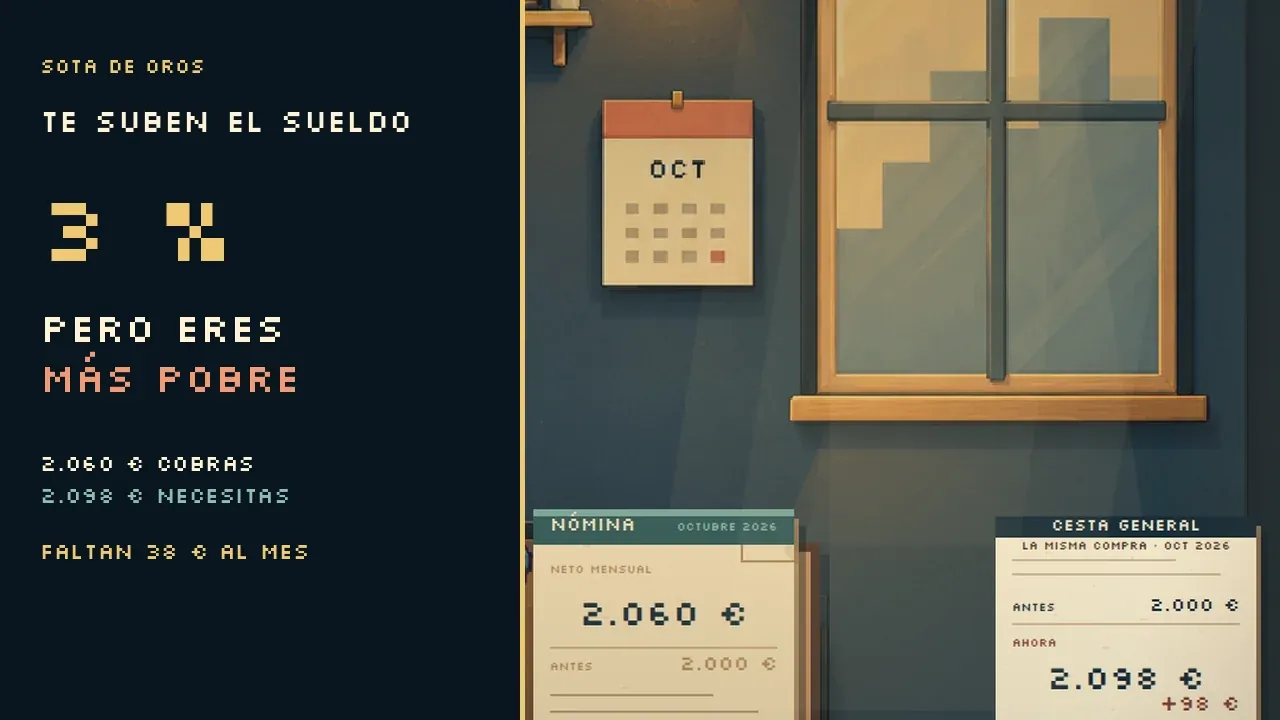 SOTA DE OROS
TE SUBEN EL SUELDO
3 %
PERO ERES
MÁS POBRE
2.060 € COBRAS
2.098 € NECESITAS
FALTAN 38 € AL MES
OCT
NÓMINA OCTUBRE 2026
NETO MENSUAL
2.060 €
ANTES 2.000 €
CESTA GENERAL
LA MISMA COMPRA · OCT 2026
ANTES 2.000 €
AHORA
2.098 €
+98 €